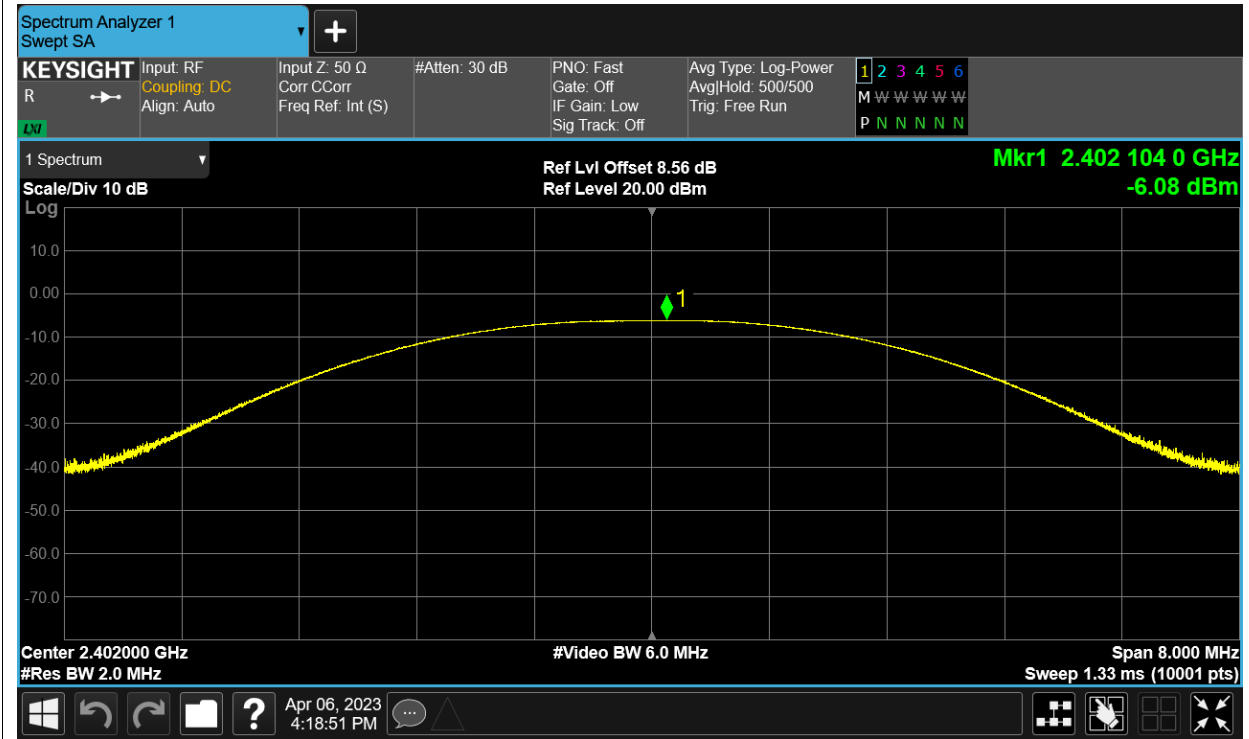 Spectrum Analyzer 1
Swept SA
KEYSIGHT
R
LXI
Input: RF
Coupling: DC
Align: Auto
Input Z: 50 Ω
Corr CCorr
Freq Ref: Int (S)
#Atten: 30 dB
PNO: Fast
Gate: Off
IF Gain: Low
Sig Track: Off
Avg Type: Log-Power
Avg|Hold: 500/500
Trig: Free Run
1 2 3 4 5 6
M W W W W W
P N N N N N
1 Spectrum
Scale/Div 10 dB
Log
Ref Lvl Offset 8.56 dB
Ref Level 20.00 dBm
Mkr1 2.402 104 0 GHz
-6.08 dBm
10.0
0.00
1
-10.0
-20.0
-30.0
-40.0
-50.0
-60.0
-70.0
Center 2.402000 GHz
#Video BW 6.0 MHz
Span 8.000 MHz
#Res BW 2.0 MHz
Sweep 1.33 ms (10001 pts)
?
Apr 06, 2023
4:18:51 PM